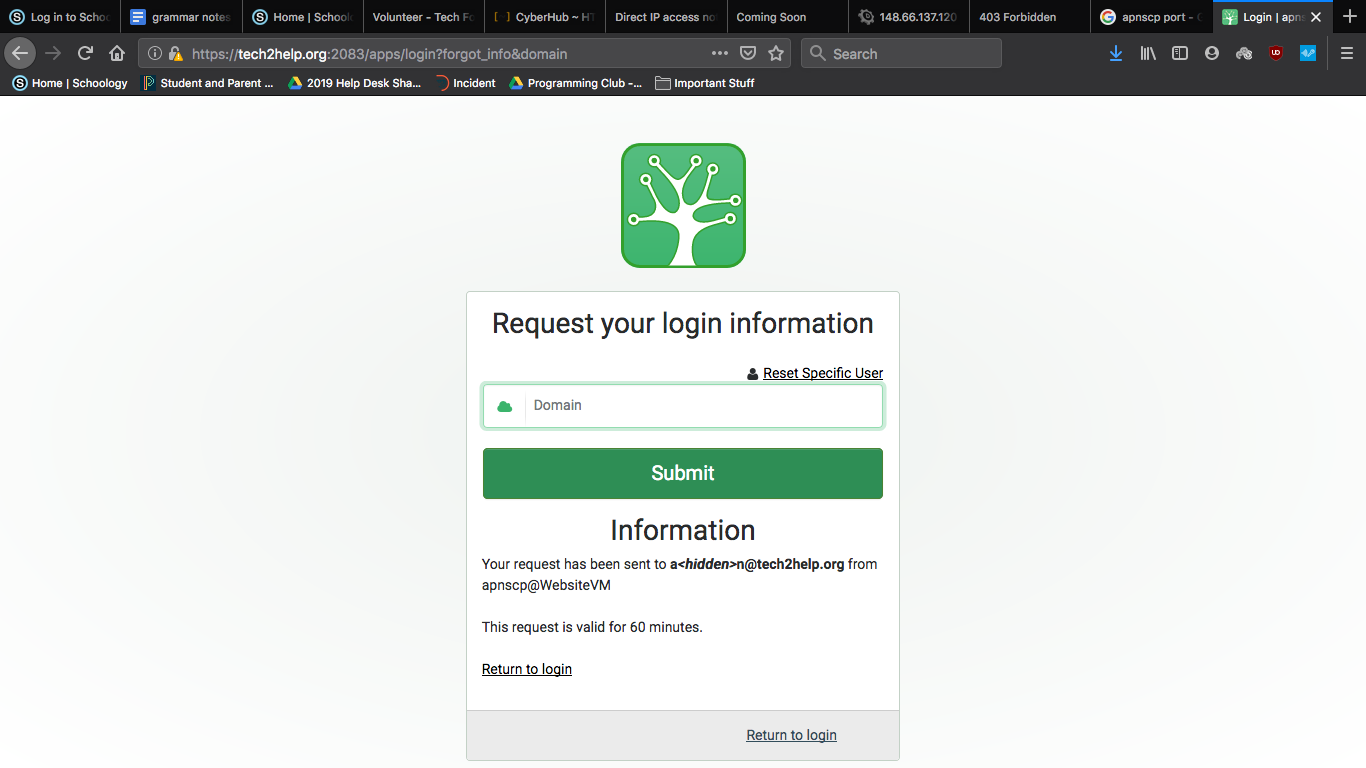 Log in to Schoo
grammar notes
Home | Schoolo
Volunteer - Tech Fo
[ ] CyberHub ~ HT
Direct IP access no
Coming Soon
148.66.137.120
403 Forbidden
apnscp port - G
Login | apns
https://tech2help.org:2083/apps/login?forgot_info&domain
Search
Home | Schoology
Student and Parent ...
2019 Help Desk Sha...
Incident
Programming Club -...
Important Stuff
Request your login information
Reset Specific User
Domain
Submit
Information
Your request has been sent to a<hidden>n@tech2help.org from
apnscp@WebsiteVM
This request is valid for 60 minutes.
Return to login
Return to login